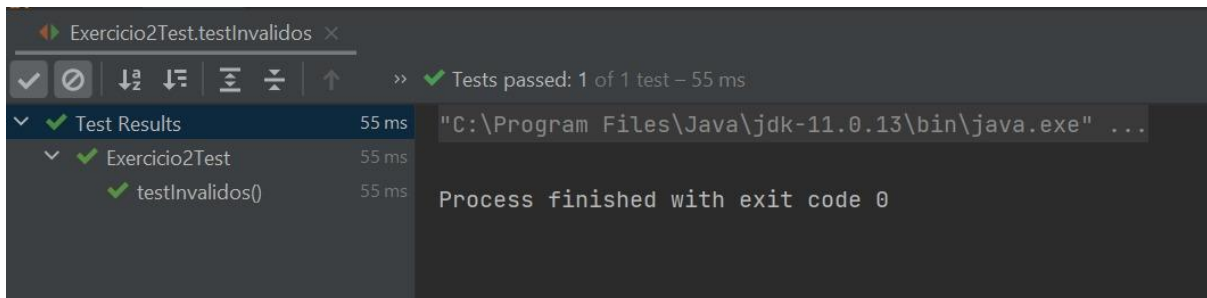 Exercicio2Test.testInvalidos ×
» Tests passed: 1 of 1 test – 55 ms
Test Results 55 ms "C:\Program Files\Java\jdk-11.0.13\bin\java.exe" ...
Exercicio2Test 55 ms
testInvalidos() 55 ms
Process finished with exit code 0